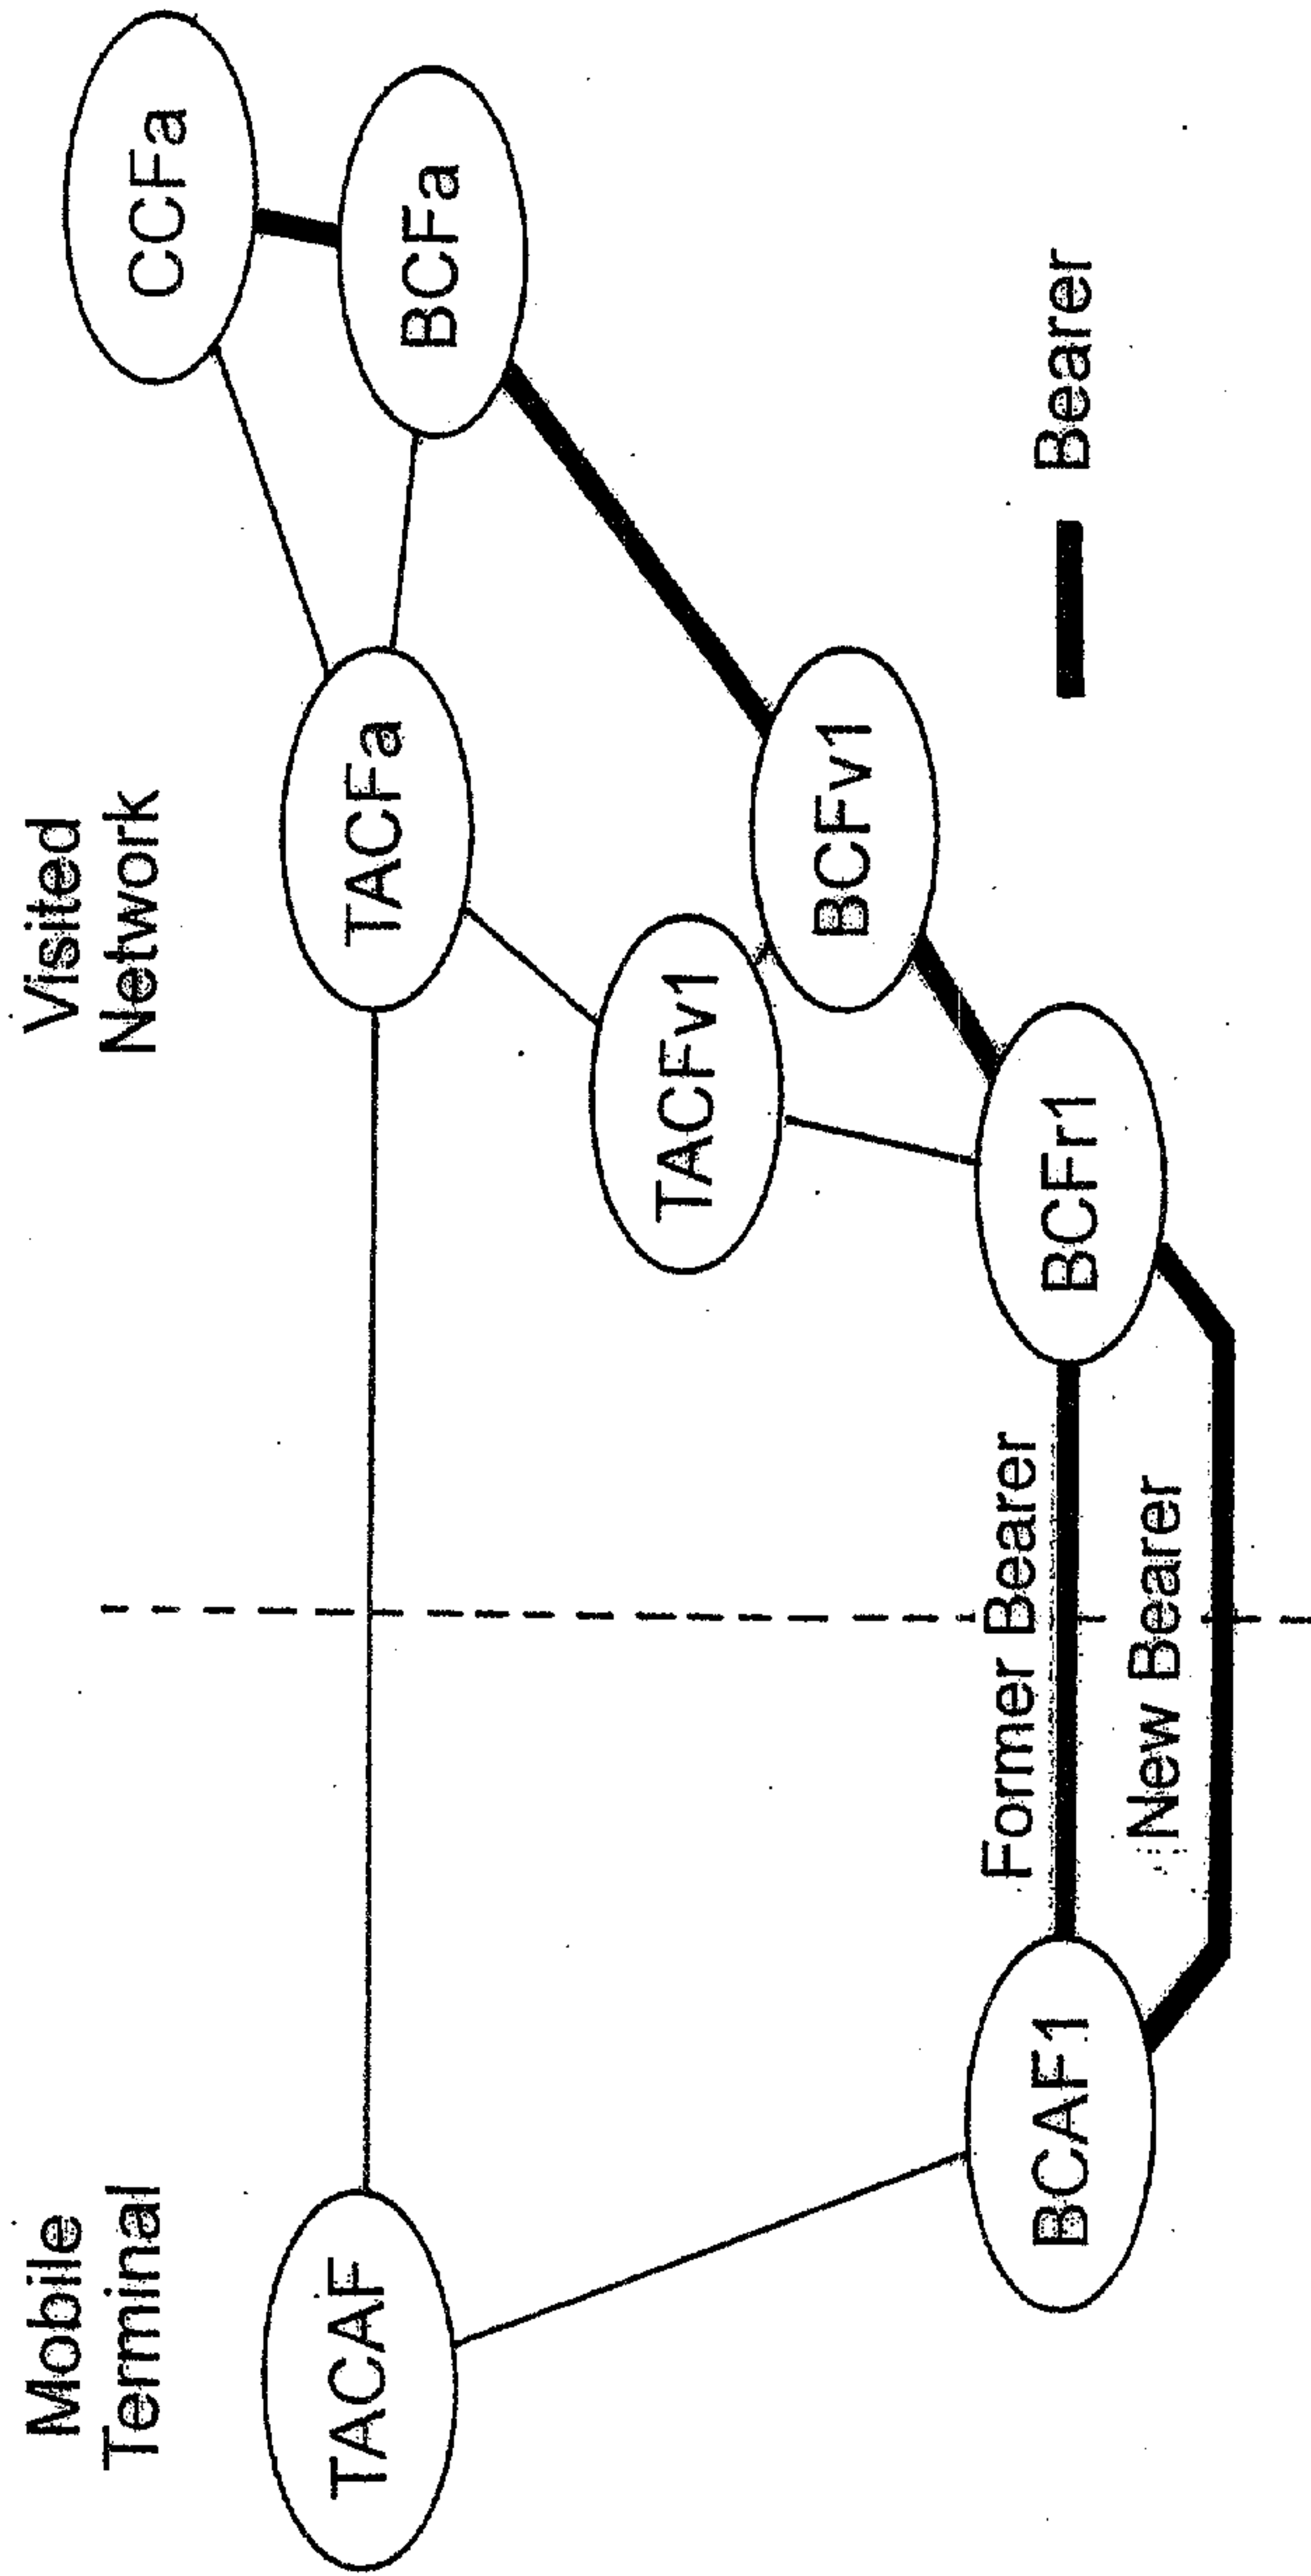 Mobile
Terminal
Visited
Network
TACAF
TACFa
CCFa
BCFa
TACFv1
BCFv1
BCAF1
Former Bearer
New Bearer
BCFr1
Bearer